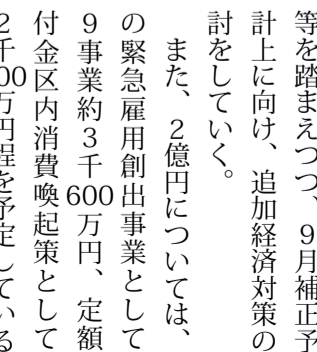 等を踏まえつつ、９月補正予
計上に向け、追加経済対策の
討をしていく。
また、２億円については、
の緊急雇用創出事業として
９事業約３千600万円、定額
付金区内消費喚起策として
２千00万円程を予定している